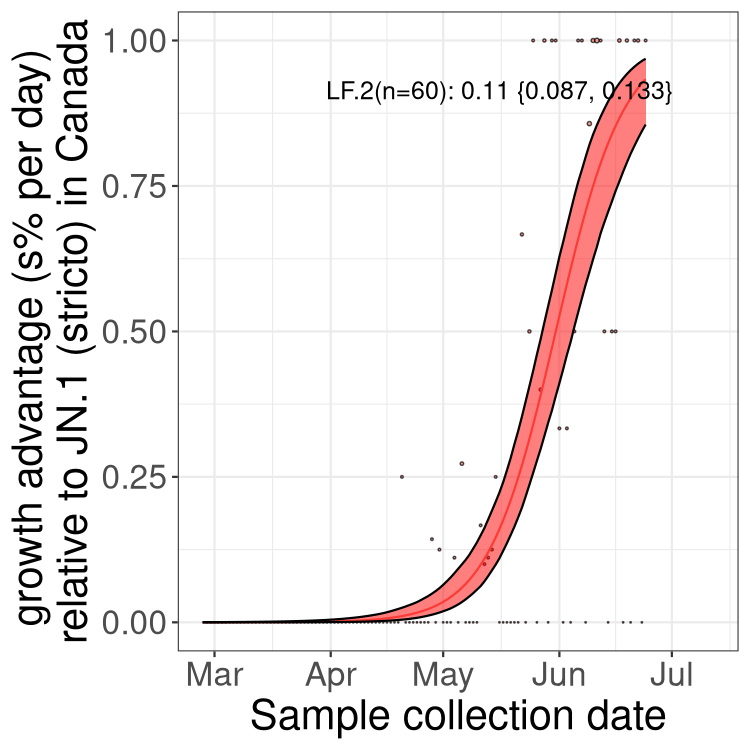 growth advantage (s% per day)
relative to JN.1 (stricto) in Canada
1.00
0.75
0.50
0.25
0.00
LF.2(n=60): 0.11 {0.087, 0.133}
Mar Apr May Jun Jul
Sample collection date